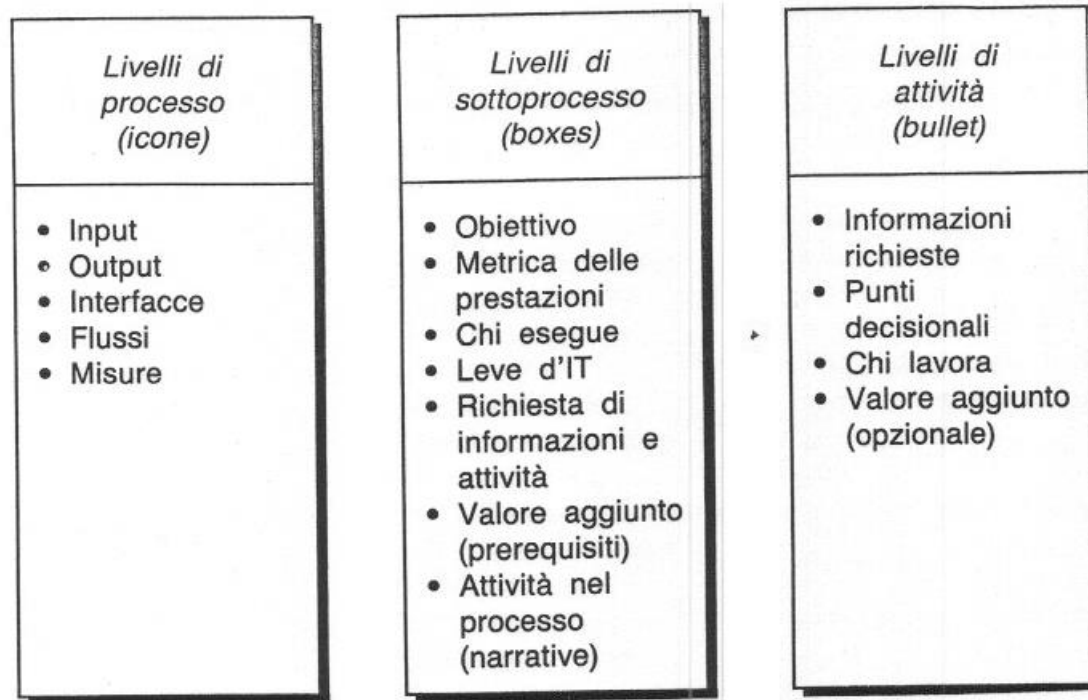 Livelli di
processo
(icone)
• Input
• Output
• Interfacce
• Flussi
• Misure
Livelli di
sottoprocesso
(boxes)
• Obiettivo
• Metrica delle
prestazioni
• Chi esegue
• Leve d'IT
• Richiesta di
informazioni e
attività
• Valore aggiunto
(prerequisiti)
• Attività nel
processo
(narrative)
Livelli di
attività
(bullet)
• Informazioni
richieste
• Punti
decisionali
• Chi lavora
• Valore aggiunto
(opzionale)